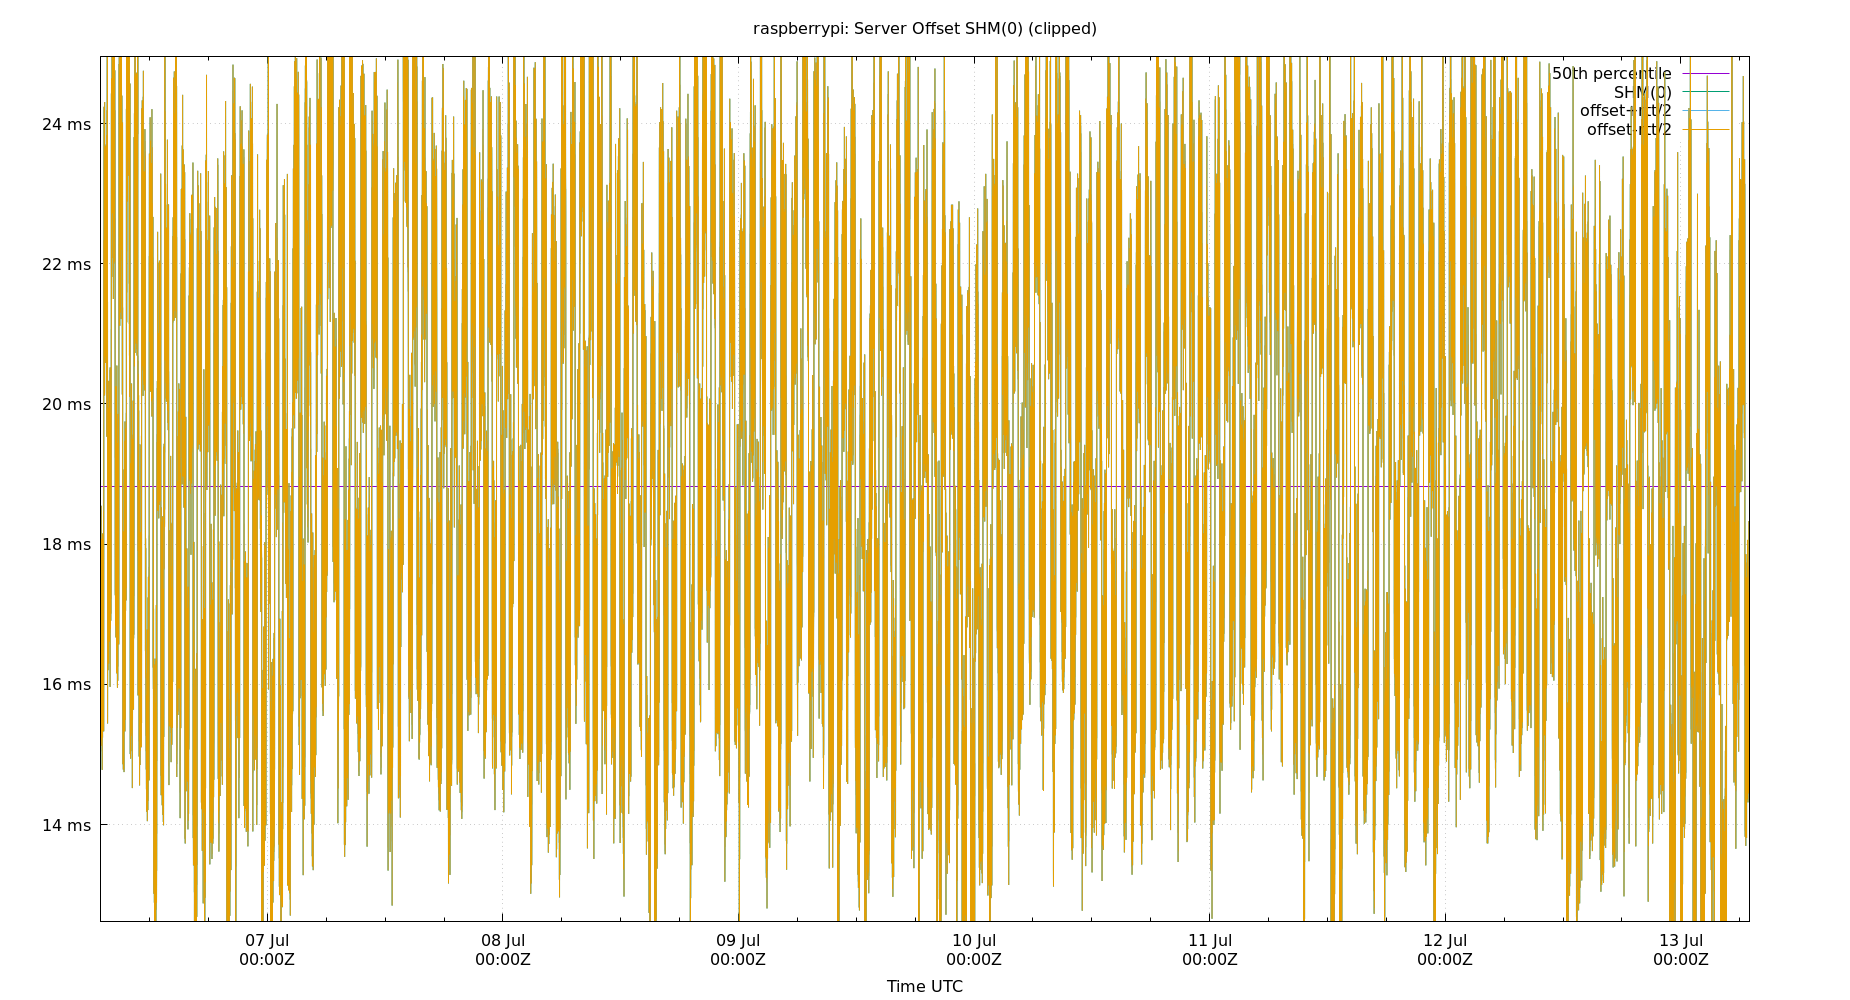 raspberrypi: Server Offset SHM(0) (clipped)
50th percentile
SHM(0)
offset+rtt/2
offset-rtt/2
24 ms
22 ms
20 ms
18 ms
16 ms
14 ms
07 Jul 08 Jul 09 Jul 10 Jul 11 Jul 12 Jul 13 Jul
00:00Z 00:00Z 00:00Z 00:00Z 00:00Z 00:00Z 00:00Z
Time UTC